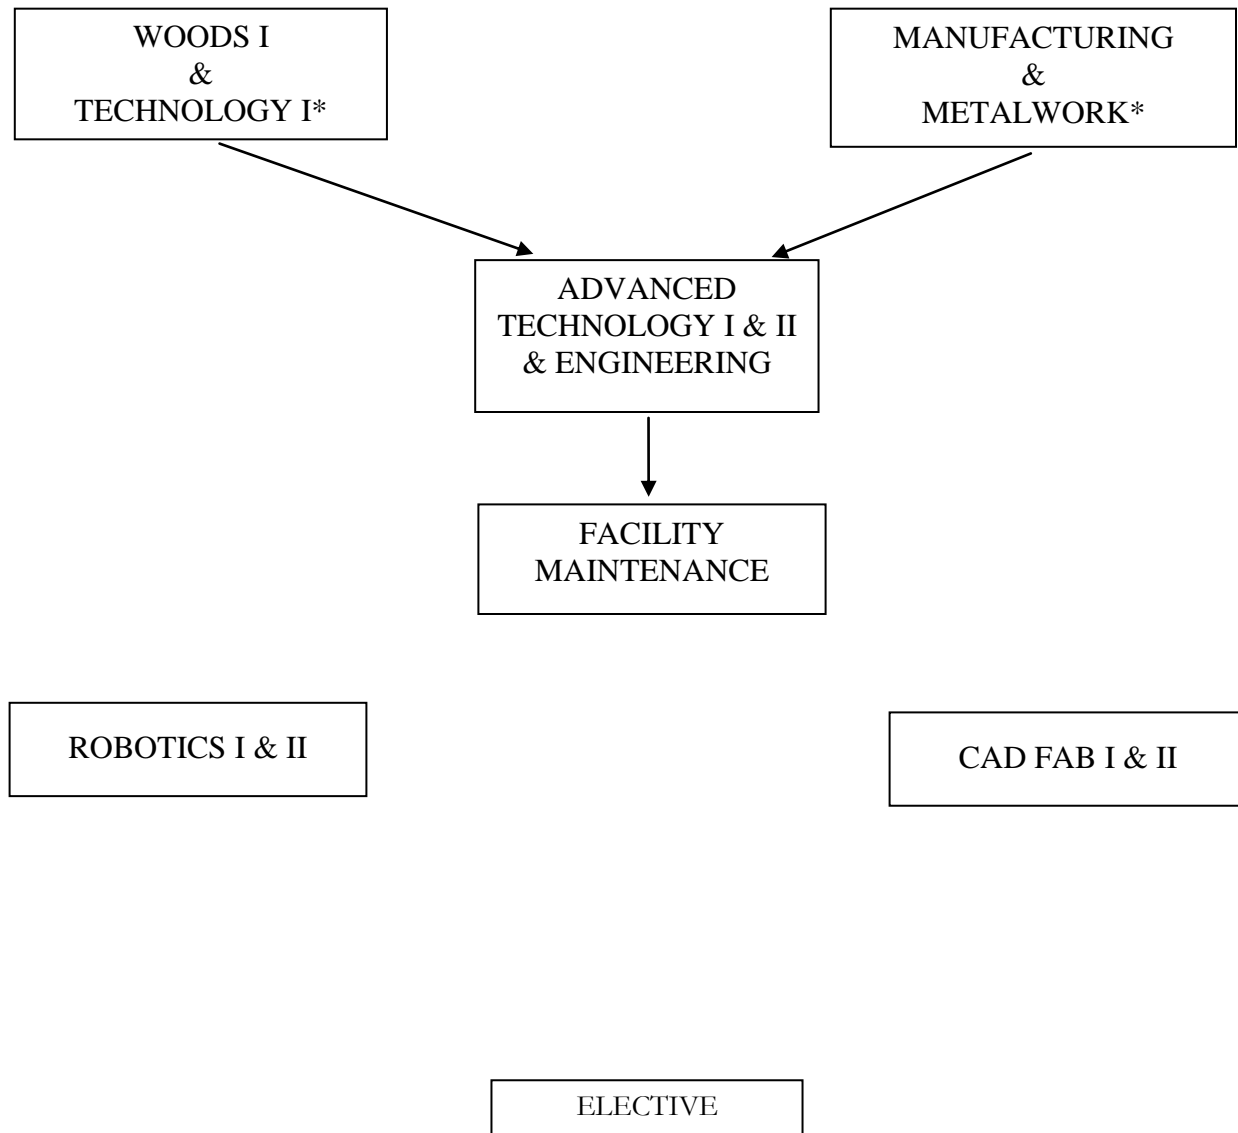 WOODS I
&
TECHNOLOGY I*
MANUFACTURING
&
METALWORK*
ADVANCED
TECHNOLOGY I & II
& ENGINEERING
FACILITY
MAINTENANCE
ROBOTICS I & II
CAD FAB I & II
ELECTIVE